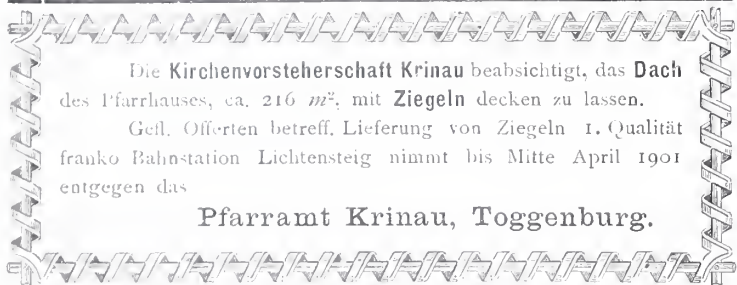 Die Kirchenvorsteherschaft Krinau beabsichtigt, das Dach
des Pfarrhauses, ca. 216 m², mit Ziegeln decken zu lassen.
Gefl. Offerten betreff. Lieferung von Ziegeln I. Qualität
franko Bahnstation Lichtensteig nimmt bis Mitte April 1901
entgegen das
Pfarramt Krinau, Toggenburg.